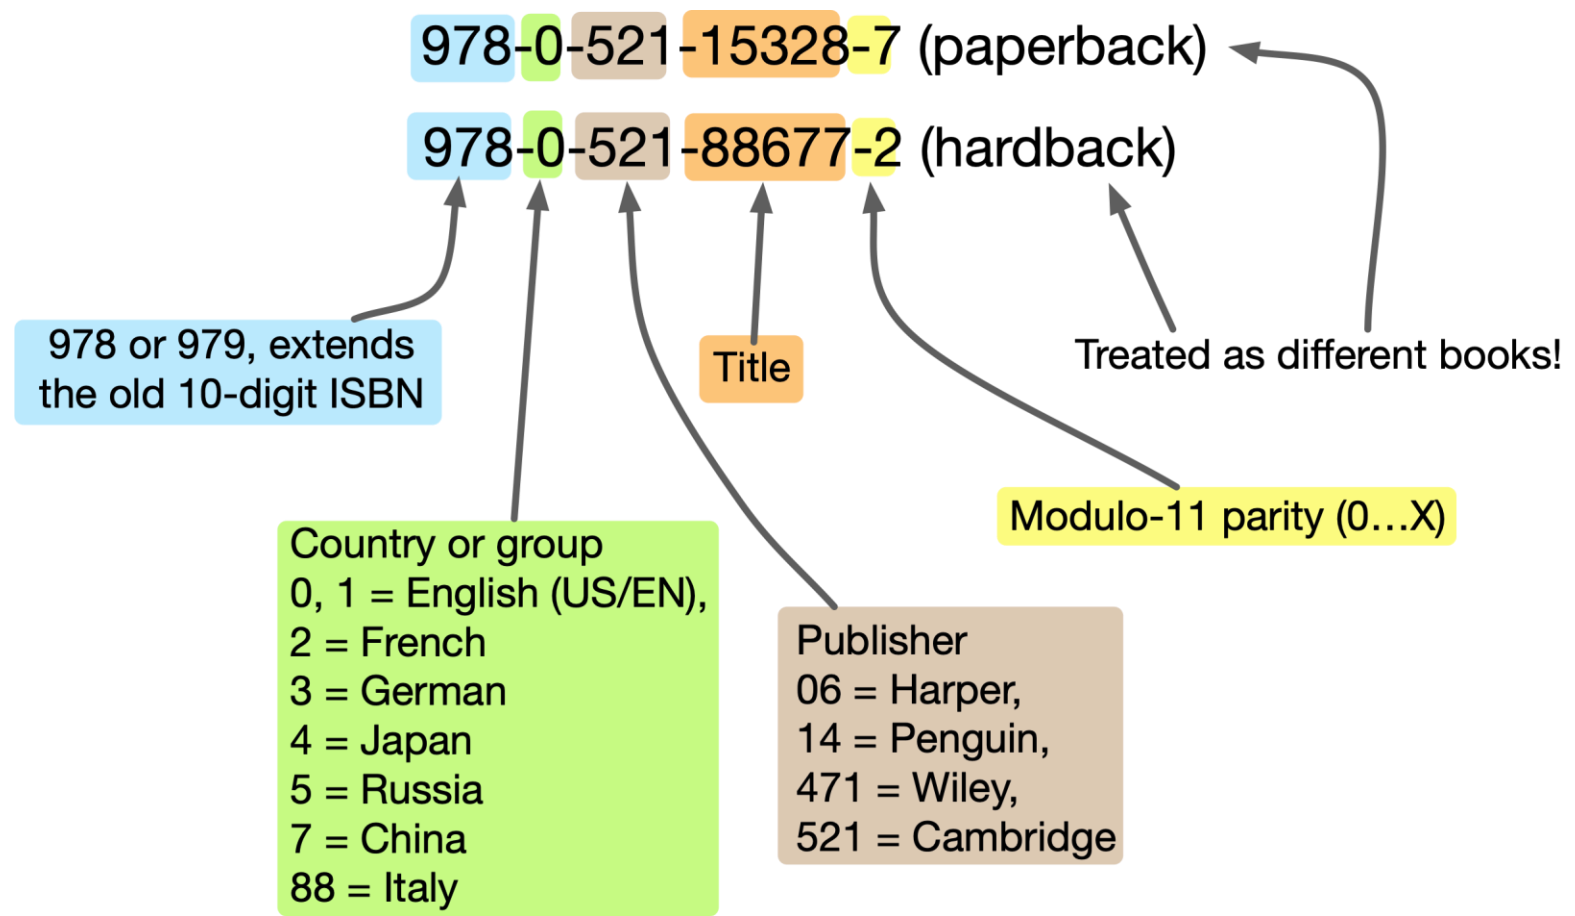 978-0-521-15328-7 (paperback)
978-0-521-88677-2 (hardback)
978 or 979, extends
the old 10-digit ISBN
Title
Treated as different books!
Modulo-11 parity (0...X)
Country or group
0, 1 = English (US/EN),
2 = French
3 = German
4 = Japan
5 = Russia
7 = China
88 = Italy
Publisher
06 = Harper,
14 = Penguin,
471 = Wiley,
521 = Cambridge